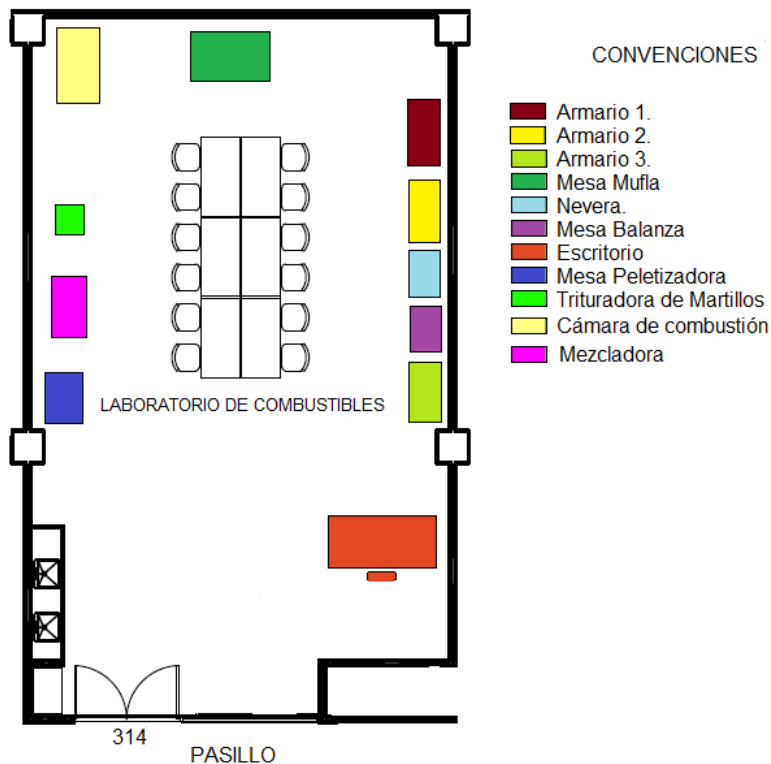 CONVENCIONES
Armario 1.
Armario 2.
Armario 3.
Mesa Mufla
Nevera.
Mesa Balanza
Escritorio
Mesa Peletizadora
Trituradora de Martillos
Cámara de combustión
Mezcladora
LABORATORIO DE COMBUSTIBLES
314
PASILLO